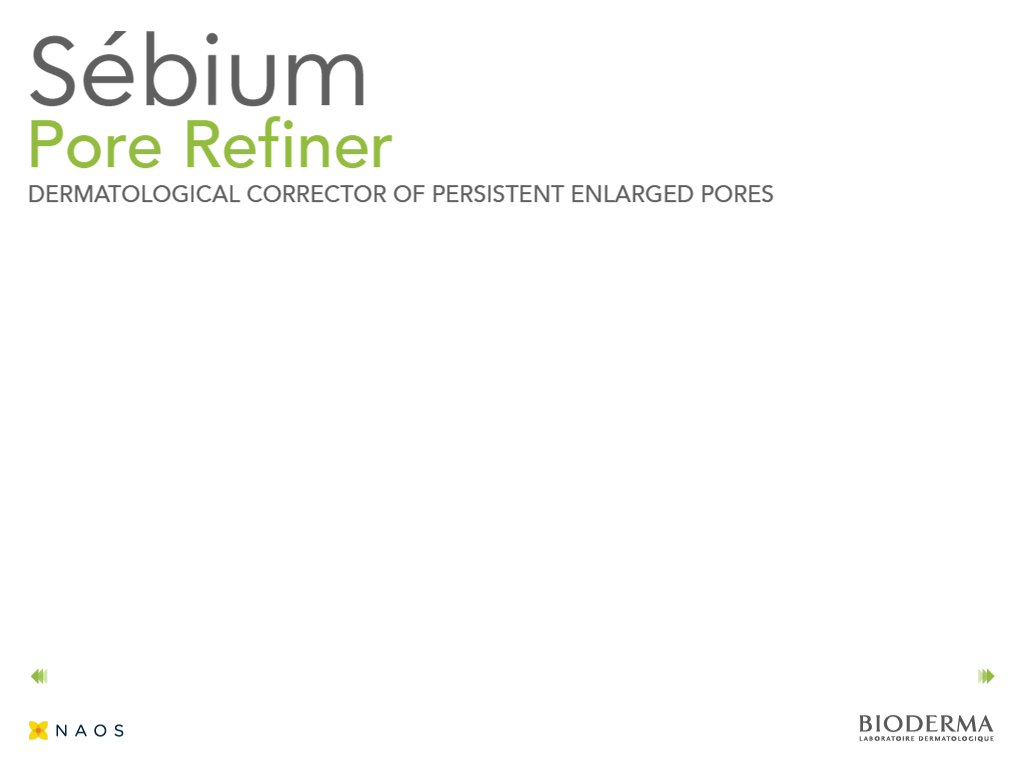 Sébium
Pore Refiner
DERMATOLOGICAL CORRECTOR OF PERSISTENT ENLARGED PORES
NAOS
BIODERMA
LABORATOIRE DERMATOLOGIQUE